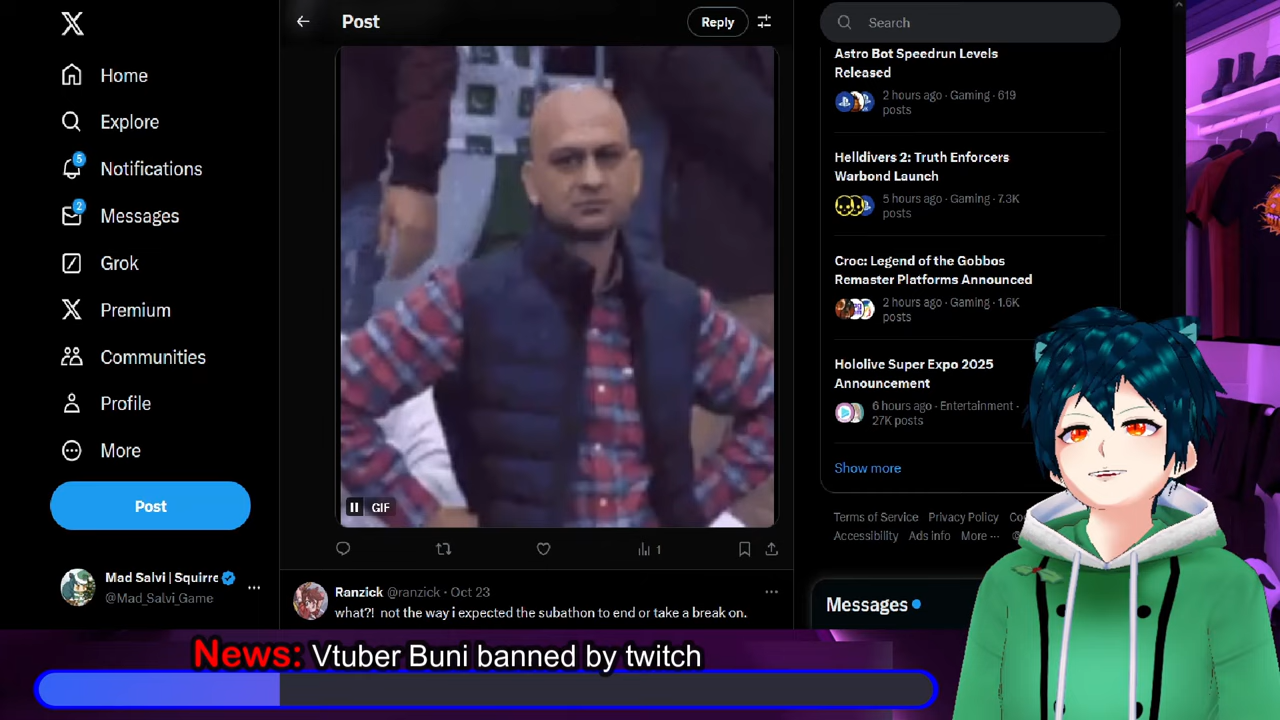 Home
Explore
5
Notifications
2
Messages
Grok
Premium
Communities
Profile
More
Post
Mad Salvi | Squirre
@Mad_Salvi_Game
Post
Reply
GIF
1
Ranzick @ranzick · Oct 23
what?! not the way i expected the subathon to end or take a break on.
Search
Astro Bot Speedrun Levels
Released
2 hours ago · Gaming · 619
posts
Helldivers 2: Truth Enforcers
Warbond Launch
5 hours ago · Gaming · 7.3K
posts
Croc: Legend of the Gobbos
Remaster Platforms Announced
2 hours ago · Gaming · 1.6K
posts
Hololive Super Expo 2025
Announcement
6 hours ago · Entertainment ·
27K posts
Show more
Terms of Service Privacy Policy Co
Accessibility Ads info More ···
Messages
News: Vtuber Buni banned by twitch